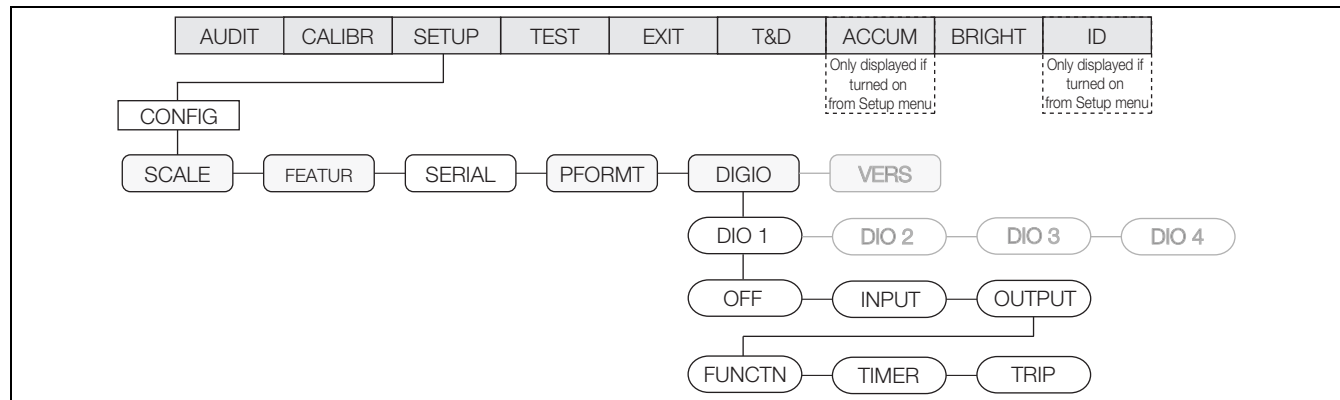 AUDIT CALIBR SETUP TEST EXIT T&D ACCUM BRIGHT ID
Only displayed if
turned on
from Setup menu
Only displayed if
turned on
from Setup menu
CONFIG
SCALE FEATUR SERIAL PFORMT DIGIO VERS
DIO 1 DIO 2 DIO 3 DIO 4
OFF INPUT OUTPUT
FUNCTN TIMER TRIP